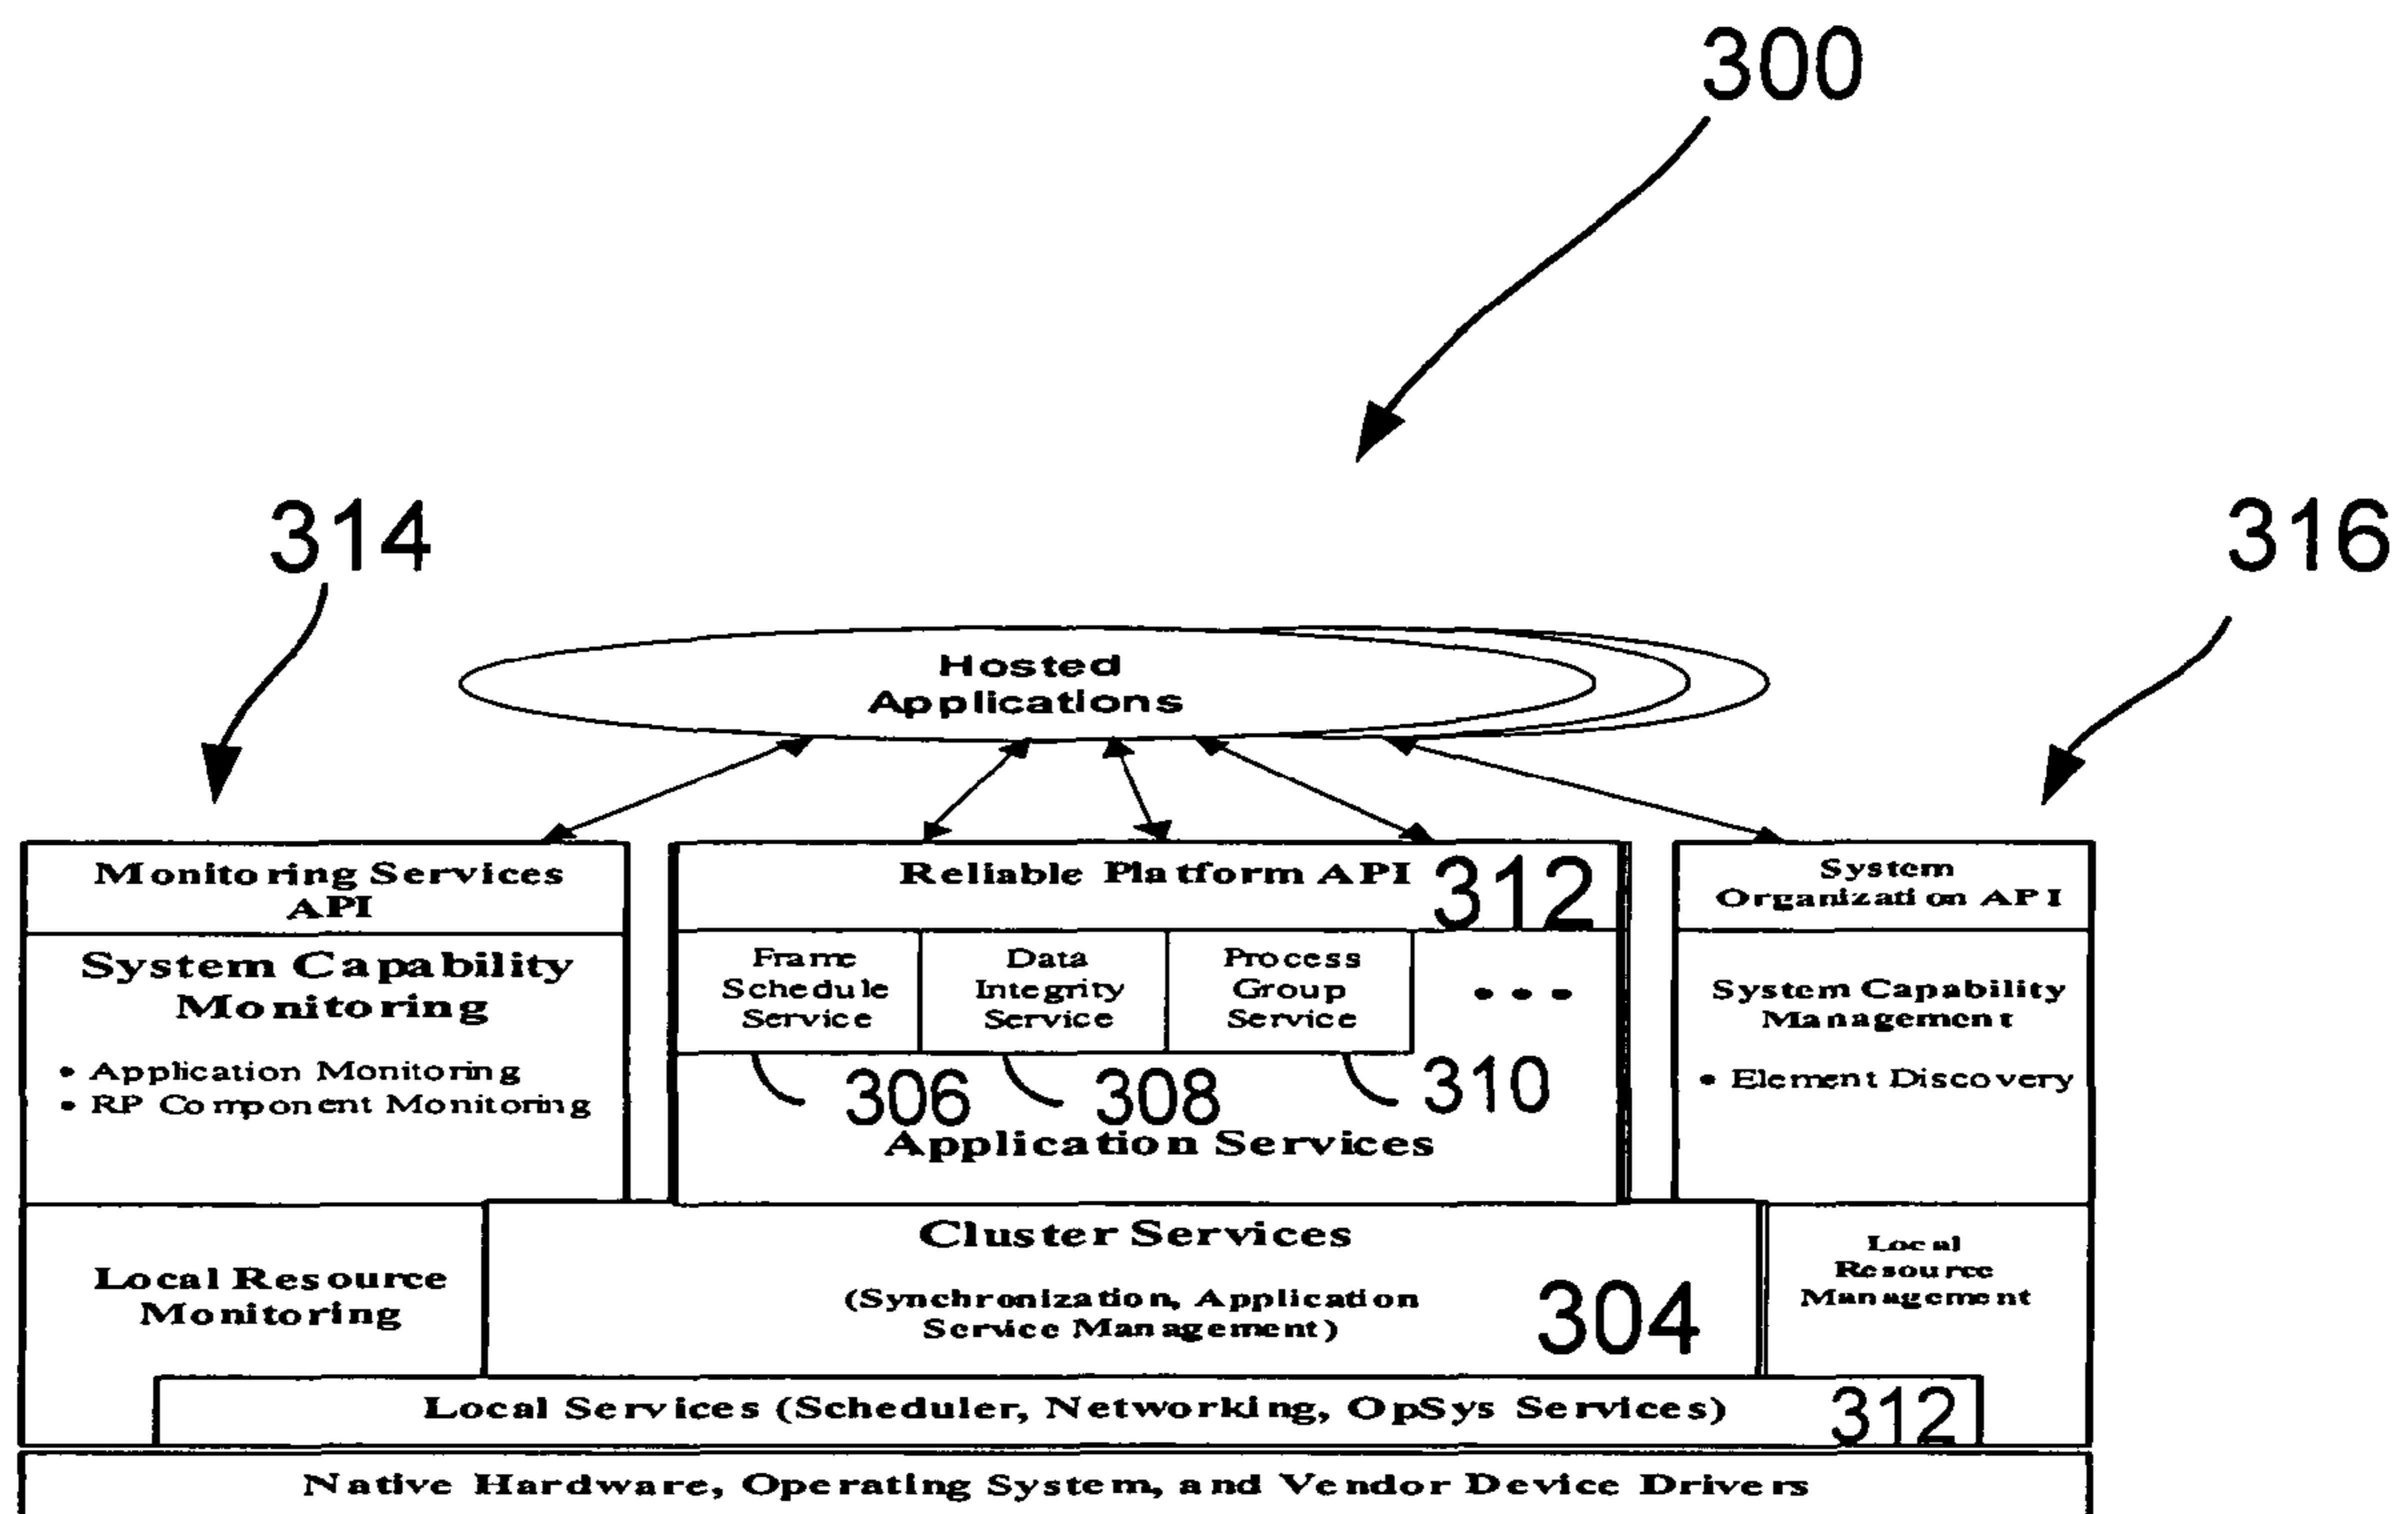 300
314
316
Hosted
Applications
Monitoring Services
API
System Capability
Monitoring
• Application Monitoring
• RP Component Monitoring
Reliable Platform API 312
Frame
Schedule
Service
Data
Integrity
Service
Process
Group
Service
• • •
306
308
310
Application Services
System
Organization API
System Capability
Management
• Element Discovery
Local Resource
Monitoring
Cluster Services
(Synchronization, Application
Service Management)
304
Local
Resource
Management
Local Services (Scheduler, Networking, OpSys Services) 312
Native Hardware, Operating System, and Vendor Device Drivers